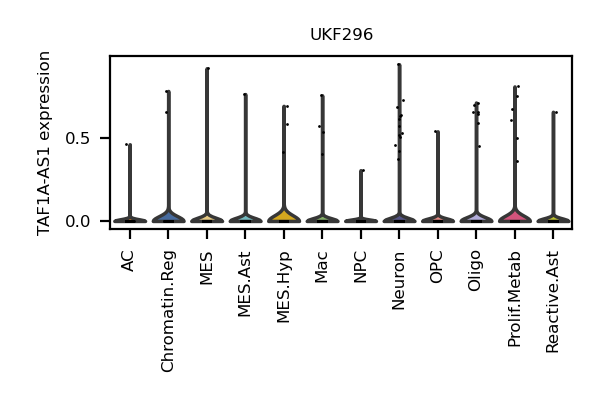 UKF296
TAF1A-AS1 expression
0.5
0.0
AC
Chromatin.Reg
MES
MES.Ast
MES.Hyp
Mac
NPC
Neuron
OPC
Oligo
Prolif.Metab
Reactive.Ast